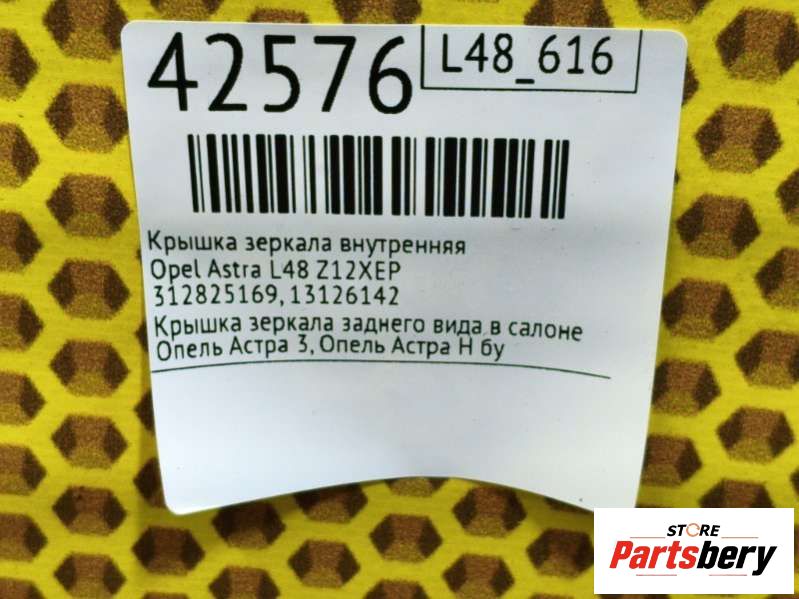 42576
L48_616
Крышка зеркала внутренняя
Opel Astra L48 Z12XEP
312825169, 13126142
Крышка зеркала заднего вида в салоне
Опель Астра 3, Опель Астра Н бу
STORE
Partsbery